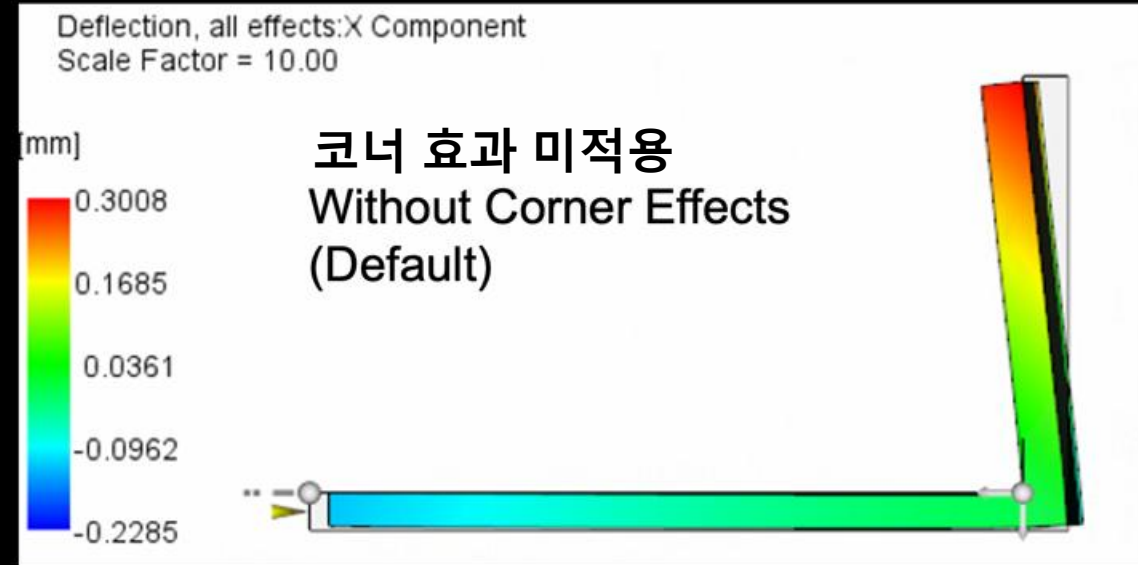 Deflection, all effects:X Component
Scale Factor = 10.00
[mm]
코너 효과 미적용
Without Corner Effects
(Default)
0.3008
0.1685
0.0361
-0.0962
-0.2285